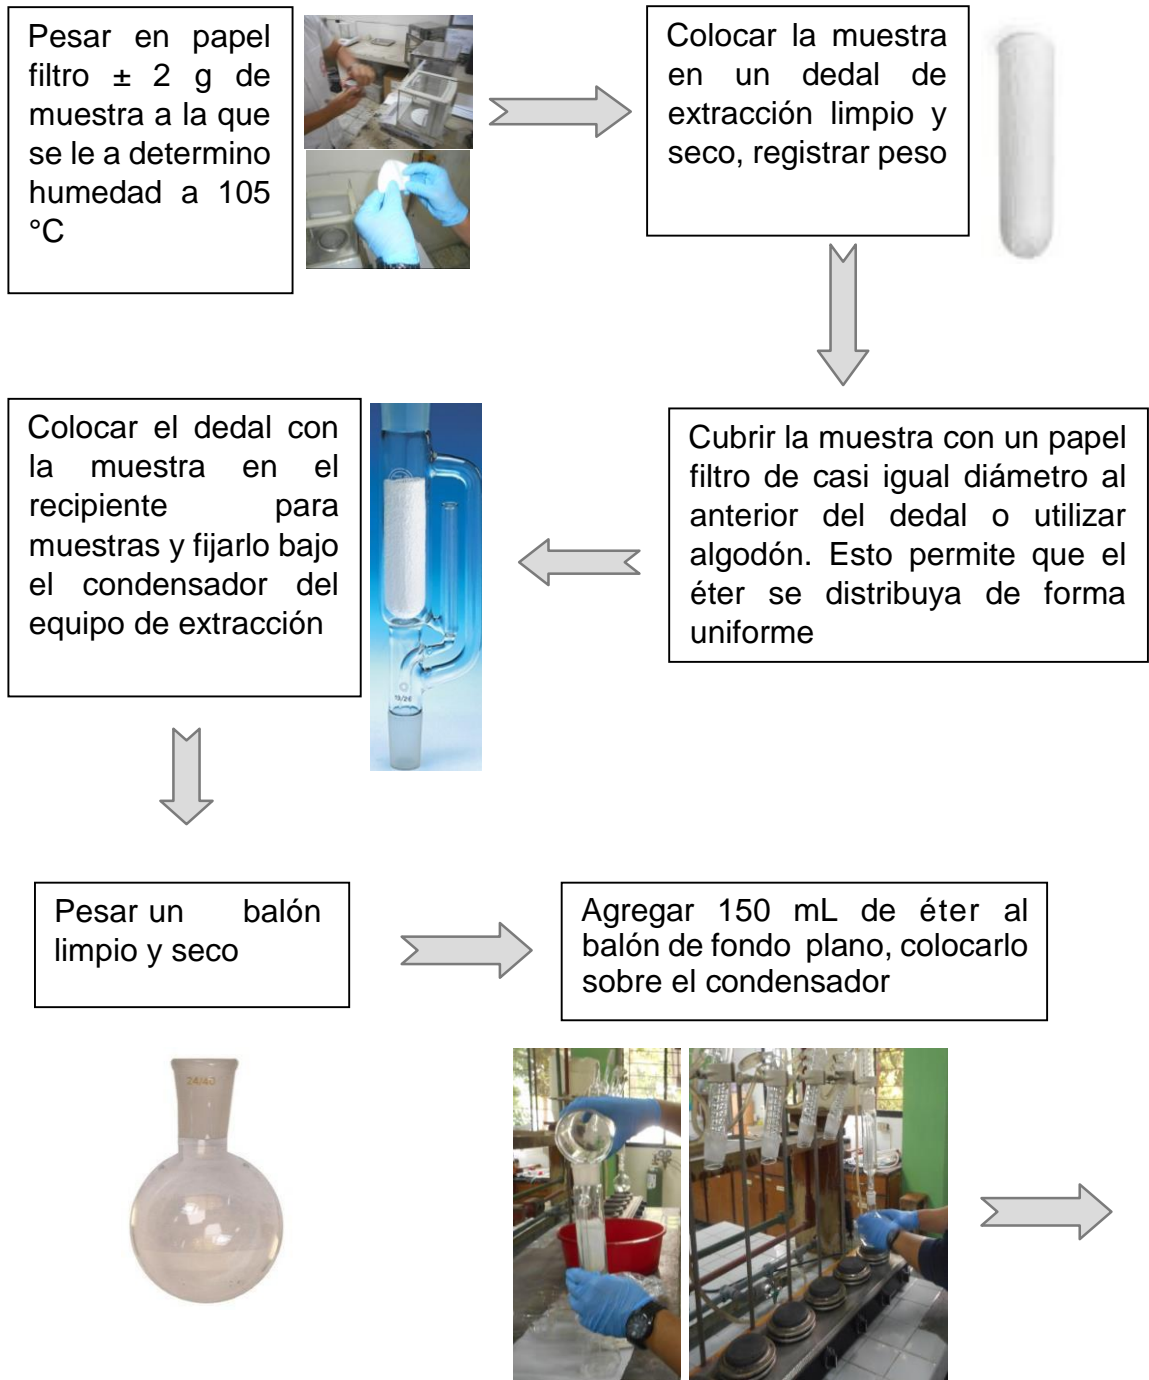 Pesar en papel
filtro ± 2 g de
muestra a la que
se le a determino
humedad a 105
°C
Colocar la muestra
en un dedal de
extracción limpio y
seco, registrar peso
Cubrir la muestra con un papel
filtro de casi igual diámetro al
anterior del dedal o utilizar
algodón. Esto permite que el
éter se distribuya de forma
uniforme
Colocar el dedal con
la muestra en el
recipiente para
muestras y fijarlo bajo
el condensador del
equipo de extracción
Pesar un balón
limpio y seco
Agregar 150 mL de éter al
balón de fondo plano, colocarlo
sobre el condensador
24/40